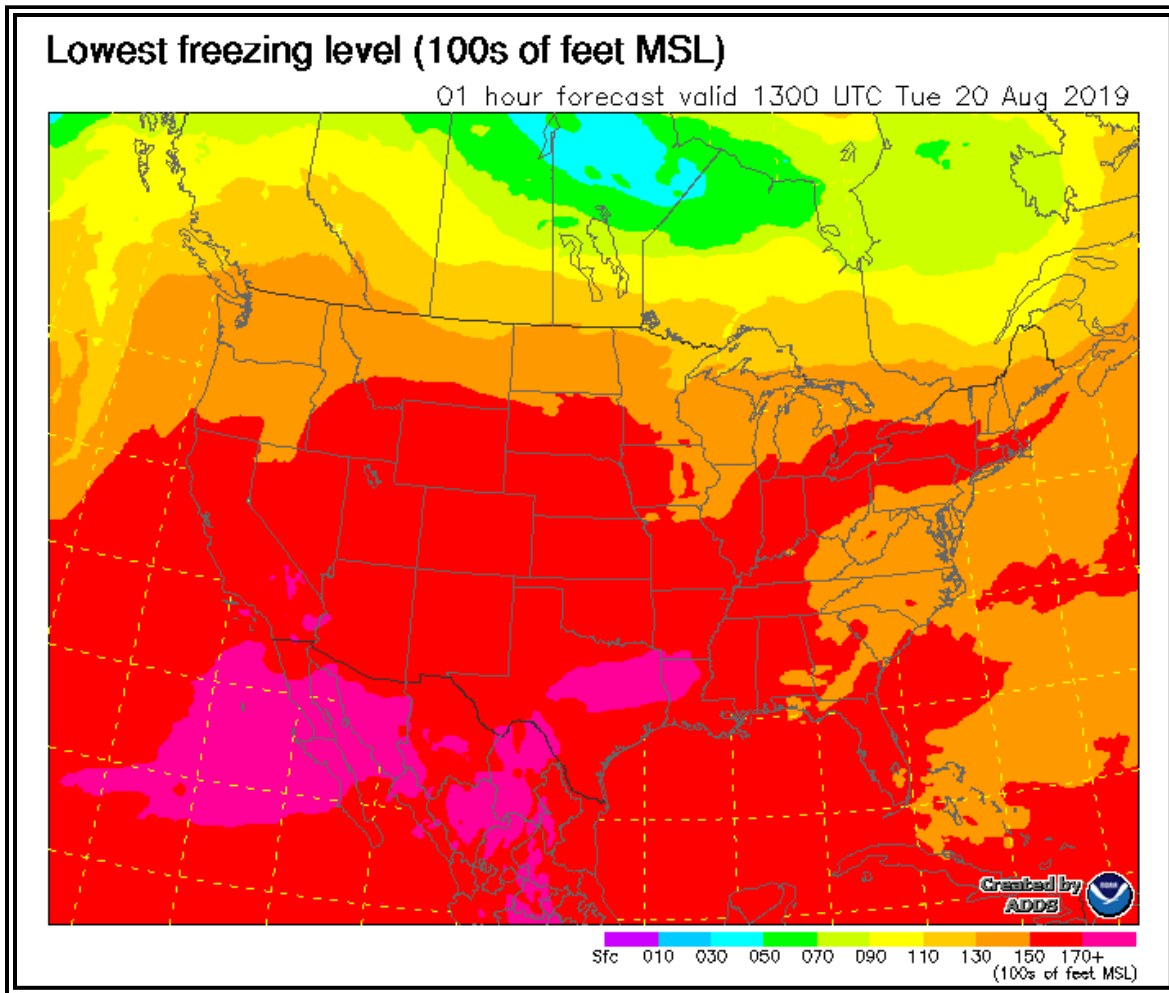 Lowest freezing level (100s of feet MSL)
01 hour forecast valid 1300 UTC Tue 20 Aug 2019
Created by
ADDS
Sfc 010 030 050 070 090 110 130 150 170+
(100s of feet MSL)